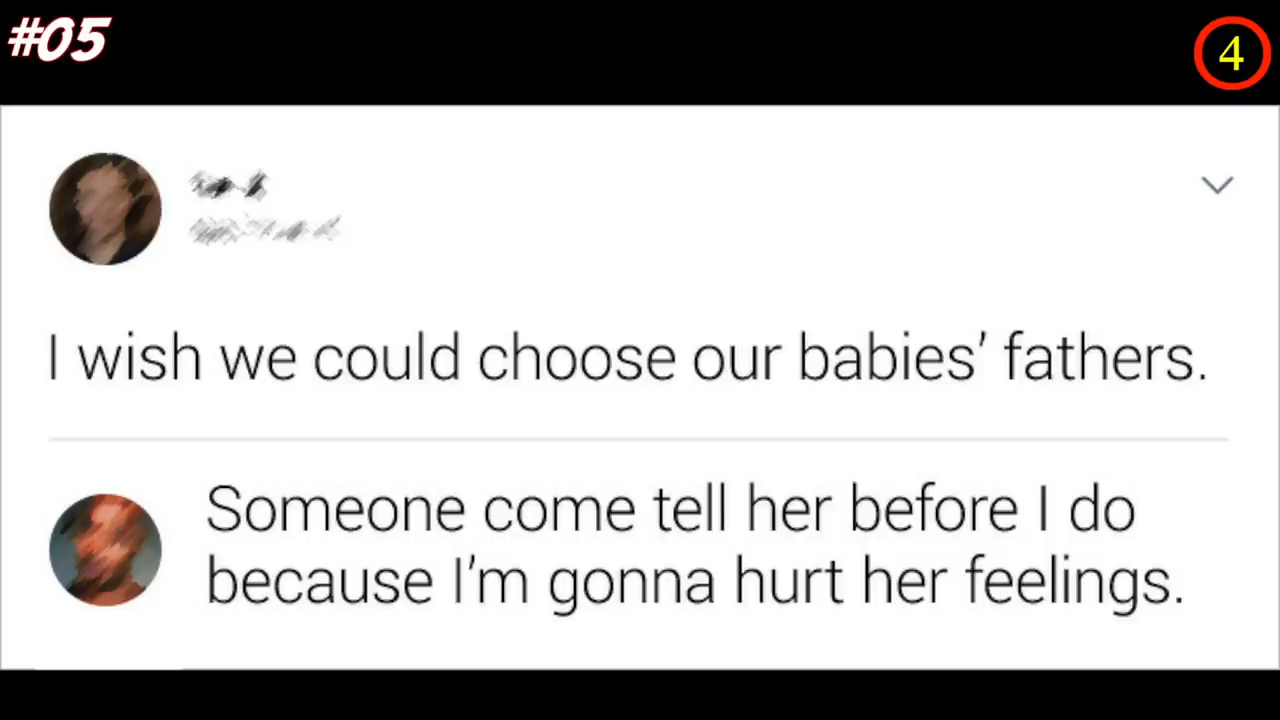 #05
4
I wish we could choose our babies’ fathers.
Someone come tell her before I do
because I’m gonna hurt her feelings.